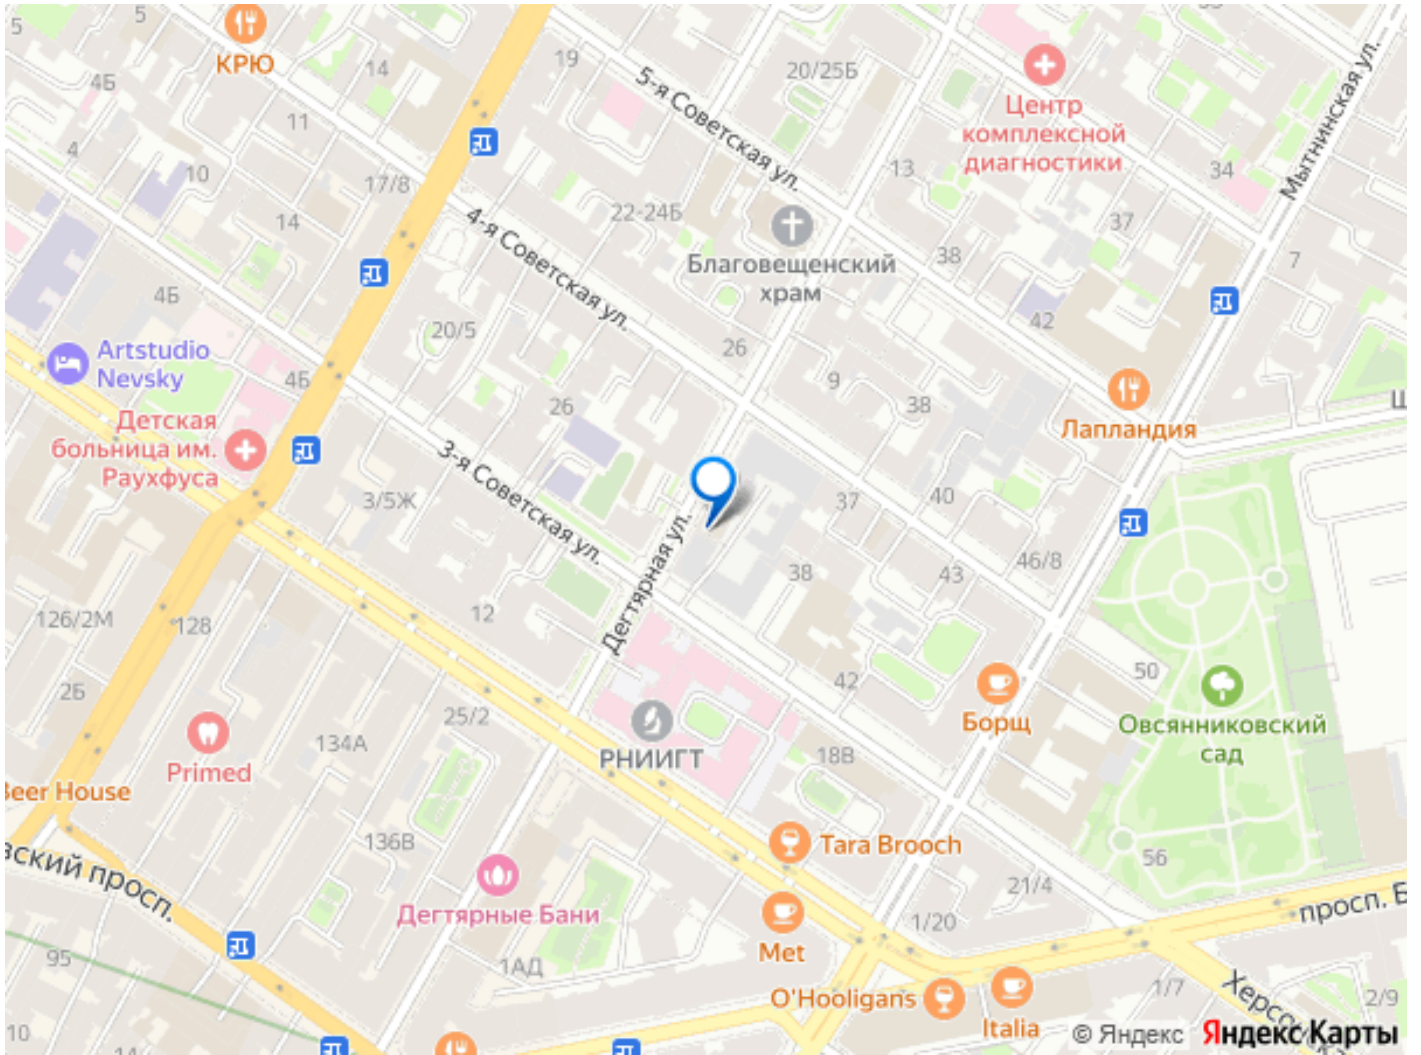 5
КРЮ
14
19
20/25Б
4Б
5-я Советская ул.
Центр
комплексной
диагностики
Мытнинская ул.
11
4
10
17/8
13
34
14
22-24Б
4-я Советская ул.
37
Благовещенский
храм
38
7
4Б
20/5
42
26
Artstudio
Nevsky
4Б
9
38
26
Лапландия
Детская
больница им.
Раухфуса
3-я Советская ул.
3/5Ж
37
40
Дегтярная ул.
46/8
38
43
126/2М
128
12
50
2Б
42
Борщ
Овсянниковский
сад
25/2
134А
Primed
РНИИГТ
18В
Beer House
136В
Tara Brooch
56
вский просп.
21/4
Дегтярные Бани
1/20
просп. Б
Met
95
1АД
O'Hooligans
Italia
1/7
Херсо
2/9
10
14
© Яндекс Яндекс Карты